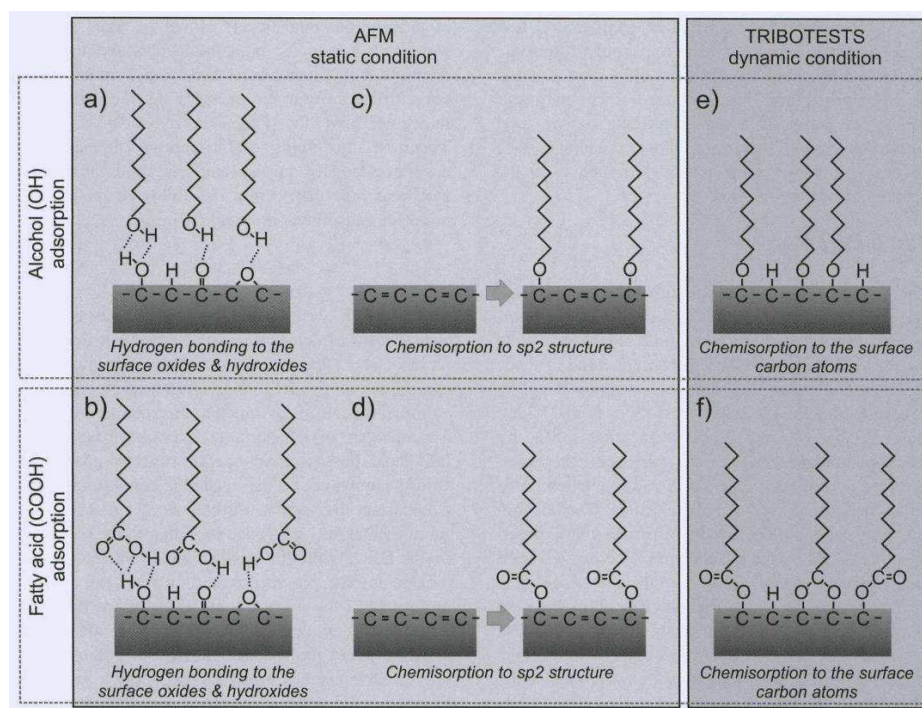 AFM
static condition
TRIBOTESTS
dynamic condition
Alcohol (OH)
adsorption
a)
O H O H O H
H O H O O
-C-C-C-C-C-
Hydrogen bonding to the
surface oxides & hydroxides
c)
O O
C=C-C=C -C-C=C-C-
Chemisorption to sp2 structure
e)
O H O O H
-C-C-C-C-C-
Chemisorption to the surface
carbon atoms
Fatty acid (COOH)
adsorption
b)
O=C O H O=C O H H O C=O
H O H O O
-C-C-C-C-C-
Hydrogen bonding to the
surface oxides & hydroxides
d)
O=C O O=C O
-C=C-C=C- -C-C=C-C-
Chemisorption to sp2 structure
f)
O=C O H C O O C=O O
-C-C-C-C-C-
Chemisorption to the surface
carbon atoms